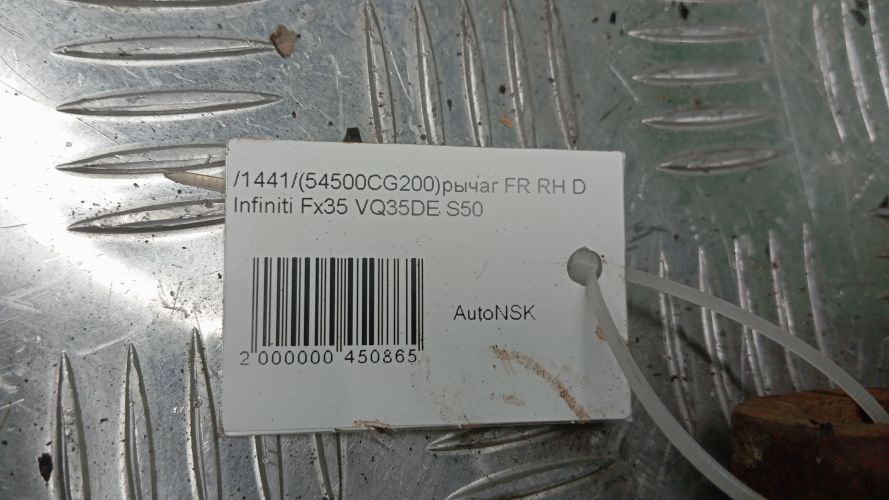 /1441/(54500CG200)рычаг FR RH D
Infiniti Fx35 VQ35DE S50
AutoNSK
2 000000 450865